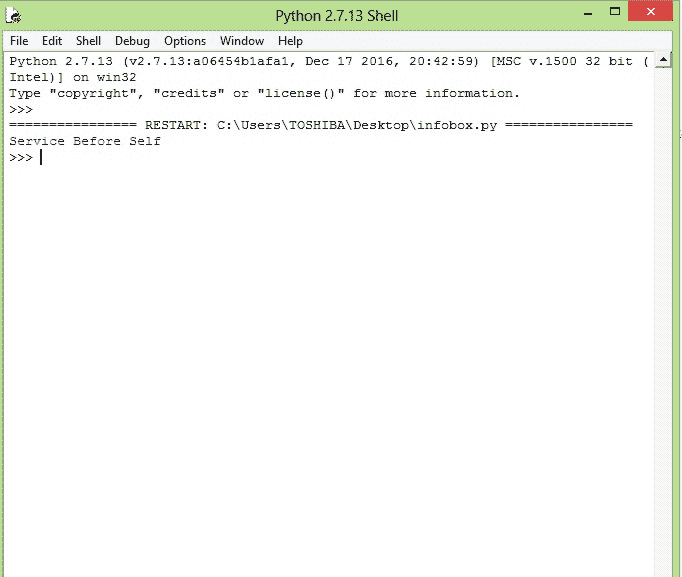 Python 2.7.13 Shell
File Edit Shell Debug Options Window Help
Python 2.7.13 (v2.7.13:a06454b1afa1, Dec 17 2016, 20:42:59) [MSC v.1500 32 bit (
Intel)] on win32
Type "copyright", "credits" or "license()" for more information.
>>>
================ RESTART: C:\Users\TOSHIBA\Desktop\infobox.py ================
Service Before Self
>>>